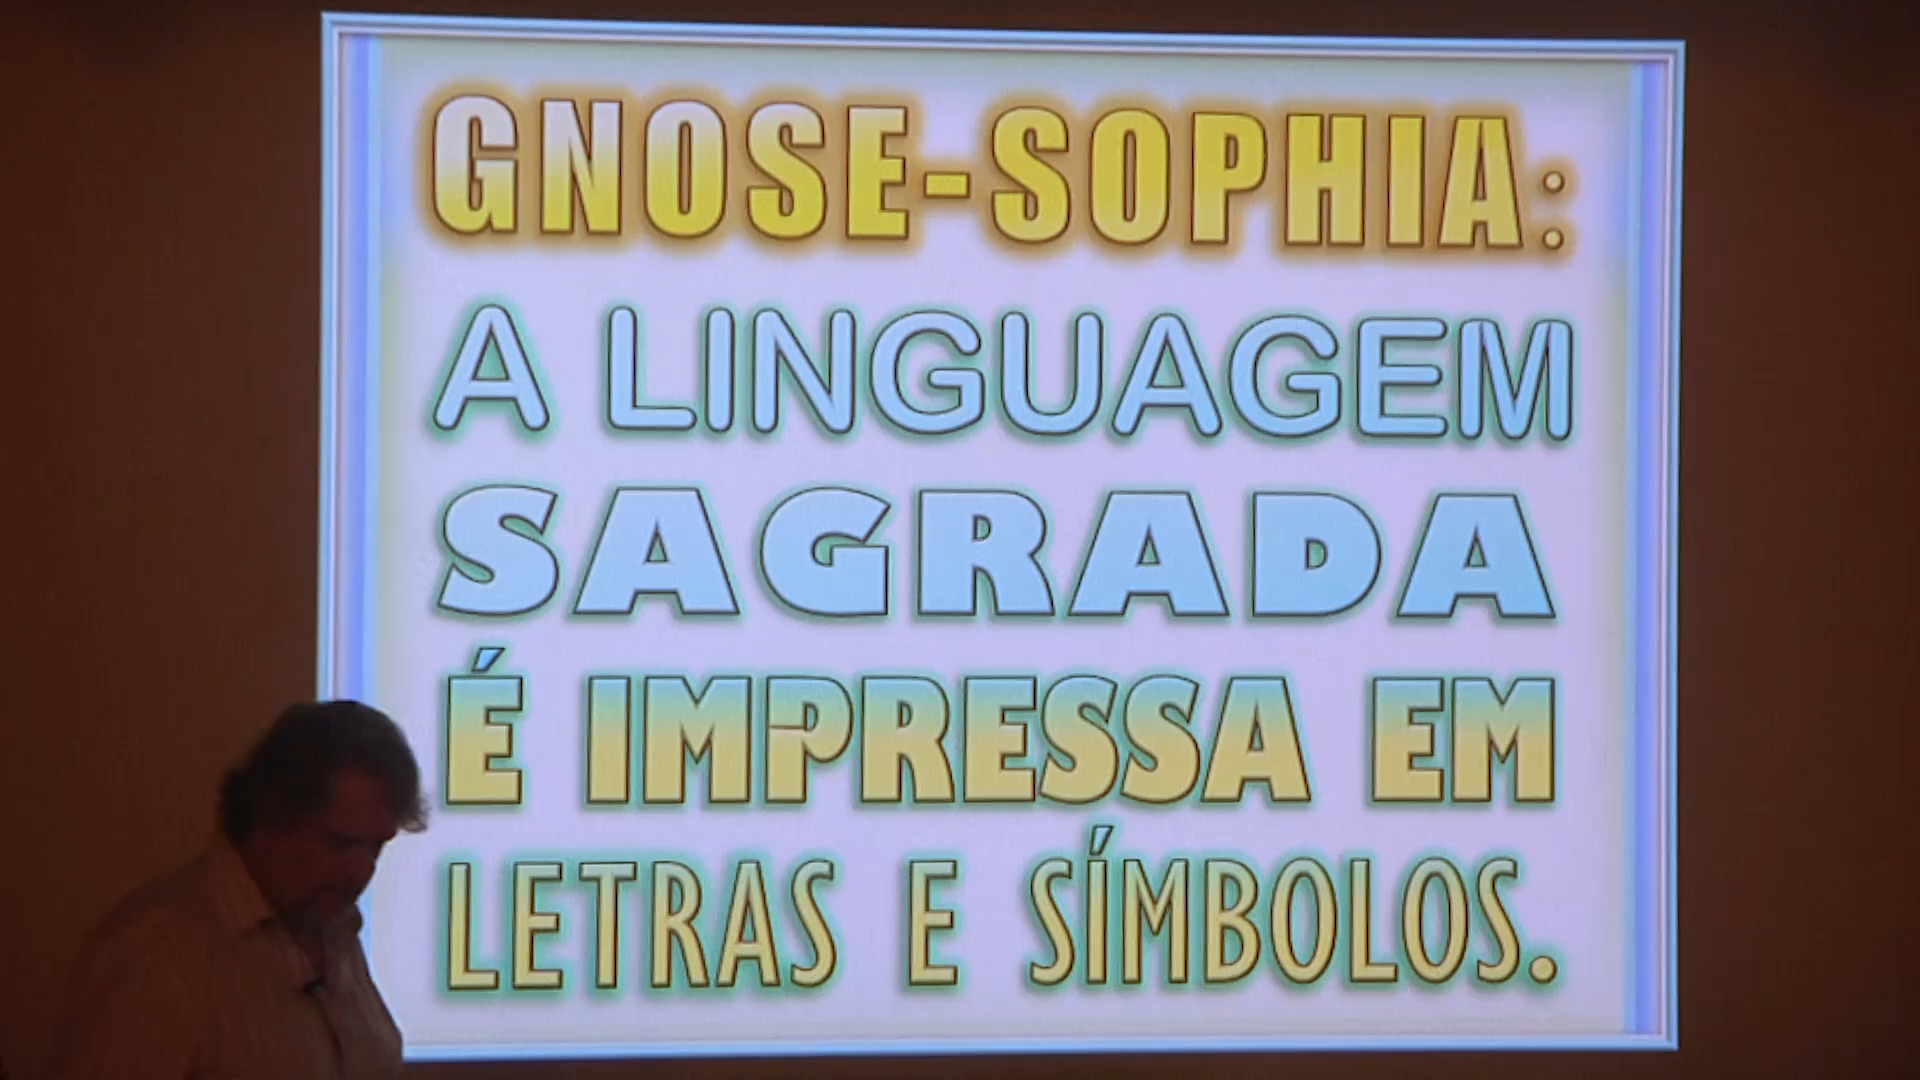 GNOSE-SOPHIA:
A LINGUAGEM
SAGRADA
É IMPRESSA EM
LETRAS E SÍMBOLOS.